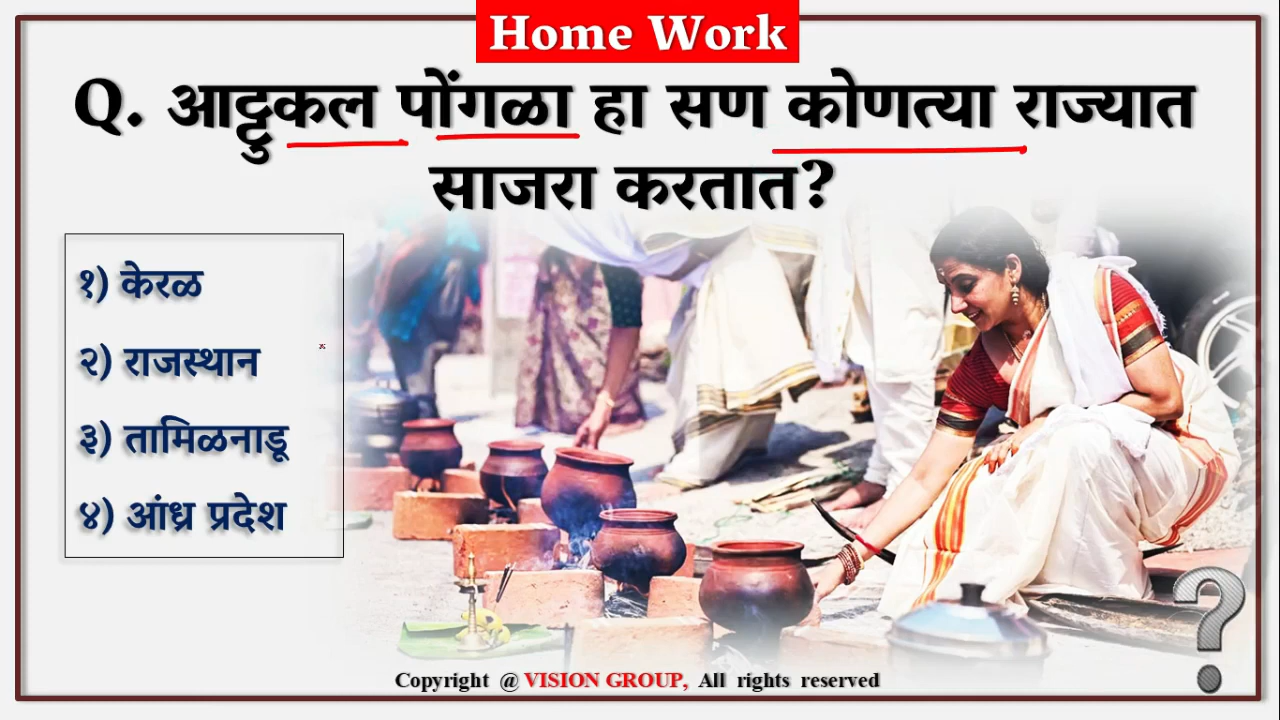 Home Work
Q. आट्टुकल पोंगळा हा सण कोणत्या राज्यात
साजरा करतात?
१) केरळ
२) राजस्थान
३) तामिळनाडू
४) आंध्र प्रदेश
Copyright @ VISION GROUP, All rights reserved